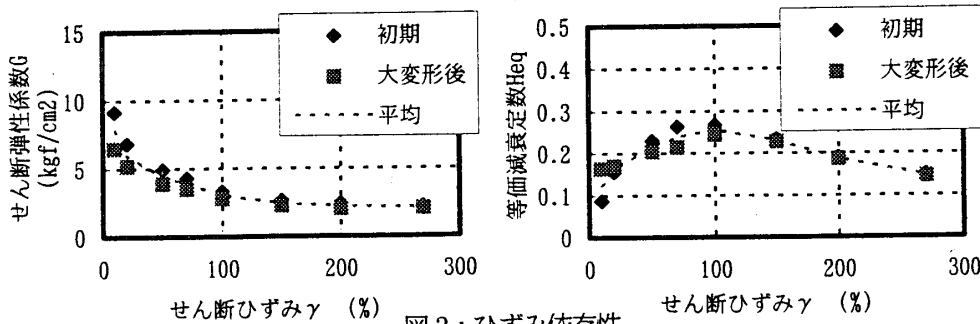 せん断弾性係数G
(kgf/cm2)
15
10
5
0
0
100
200
300
せん断ひずみγ (%)
初期
大変形後
平均
等価減衰定数Heq
0.5
0.4
0.3
0.2
0.1
0
0
100
200
300
せん断ひずみγ (%)
初期
大変形後
平均